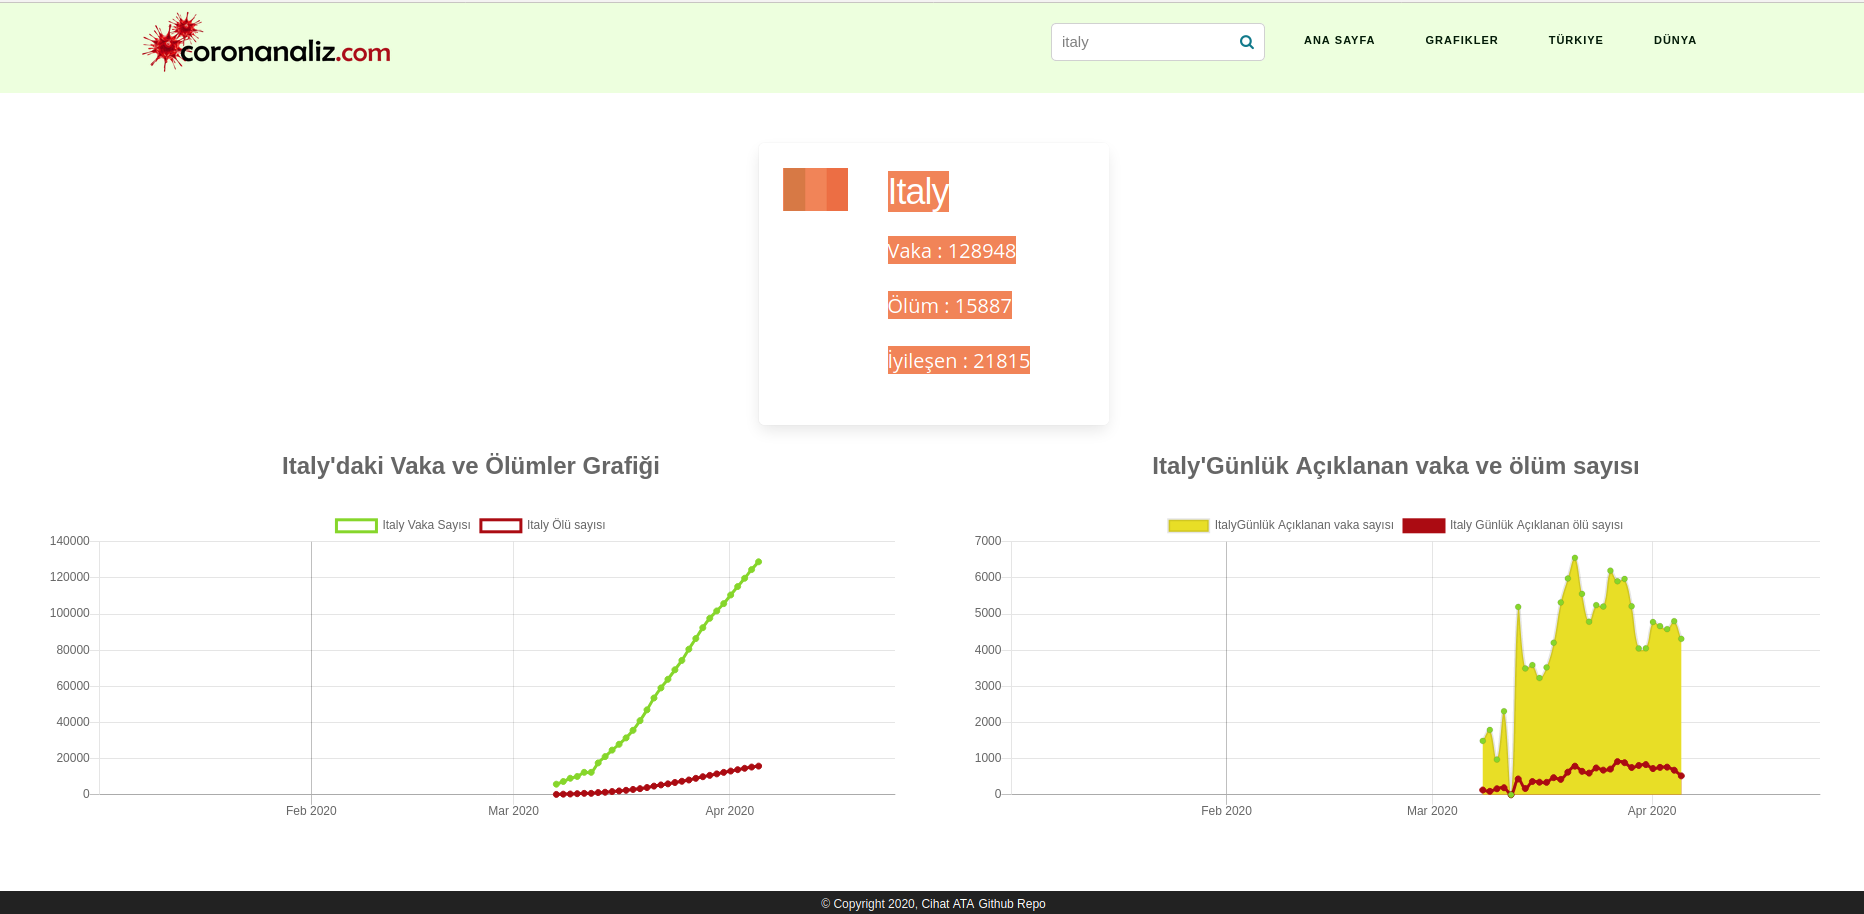 coronanaliz.com
italy
ANA SAYFA GRAFIKLER TÜRKIYE DÜNYA
Italy
Vaka : 128948
Ölüm : 15887
İyileşen : 21815
Italy'daki Vaka ve Ölümler Grafiği
Italy Vaka Sayısı Italy Ölü sayısı
140000
120000
100000
80000
60000
40000
20000
0
Feb 2020 Mar 2020 Apr 2020
Italy'Günlük Açıklanan vaka ve ölüm sayısı
ItalyGünlük Açıklanan vaka sayısı Italy Günlük Açıklanan ölü sayısı
7000
6000
5000
4000
3000
2000
1000
0
Feb 2020 Mar 2020 Apr 2020
© Copyright 2020, Cihat ATA Github Repo